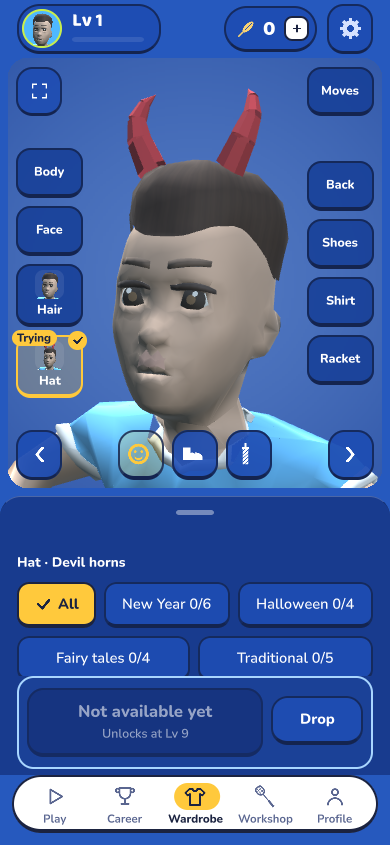 Lv 1
0
+
Moves
Body
Back
Face
Shoes
Hair
Shirt
Trying
Hat
Racket
Hat · Devil horns
All
New Year 0/6
Halloween 0/4
Fairy tales 0/4
Traditional 0/5
Not available yet
Unlocks at Lv 9
Drop
Play
Career
Wardrobe
Workshop
Profile